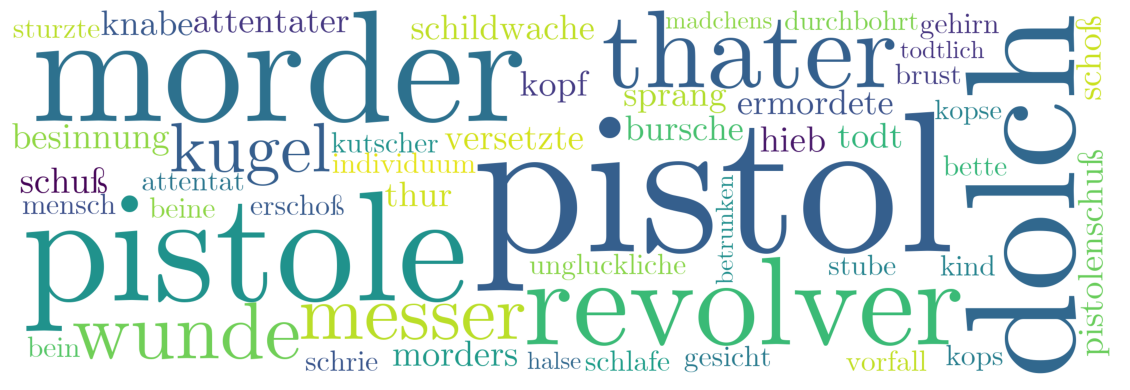 sturzte knabe attentater schildwache madchens durchbohrt gehirn
morder kopf thater todtlich
brust
sprang ermordete kopse
dolch
schoß
besinnung kugel kutscher versetzte bursche hieb todt
individuum
schuß attentat thur pistol bette
mensch beine erschoß
pistole betrunken
pistolenschuß
ungluckliche stube kind
wunde messer revolver
bein schrie morders halse schlafe gesicht vorfall kops